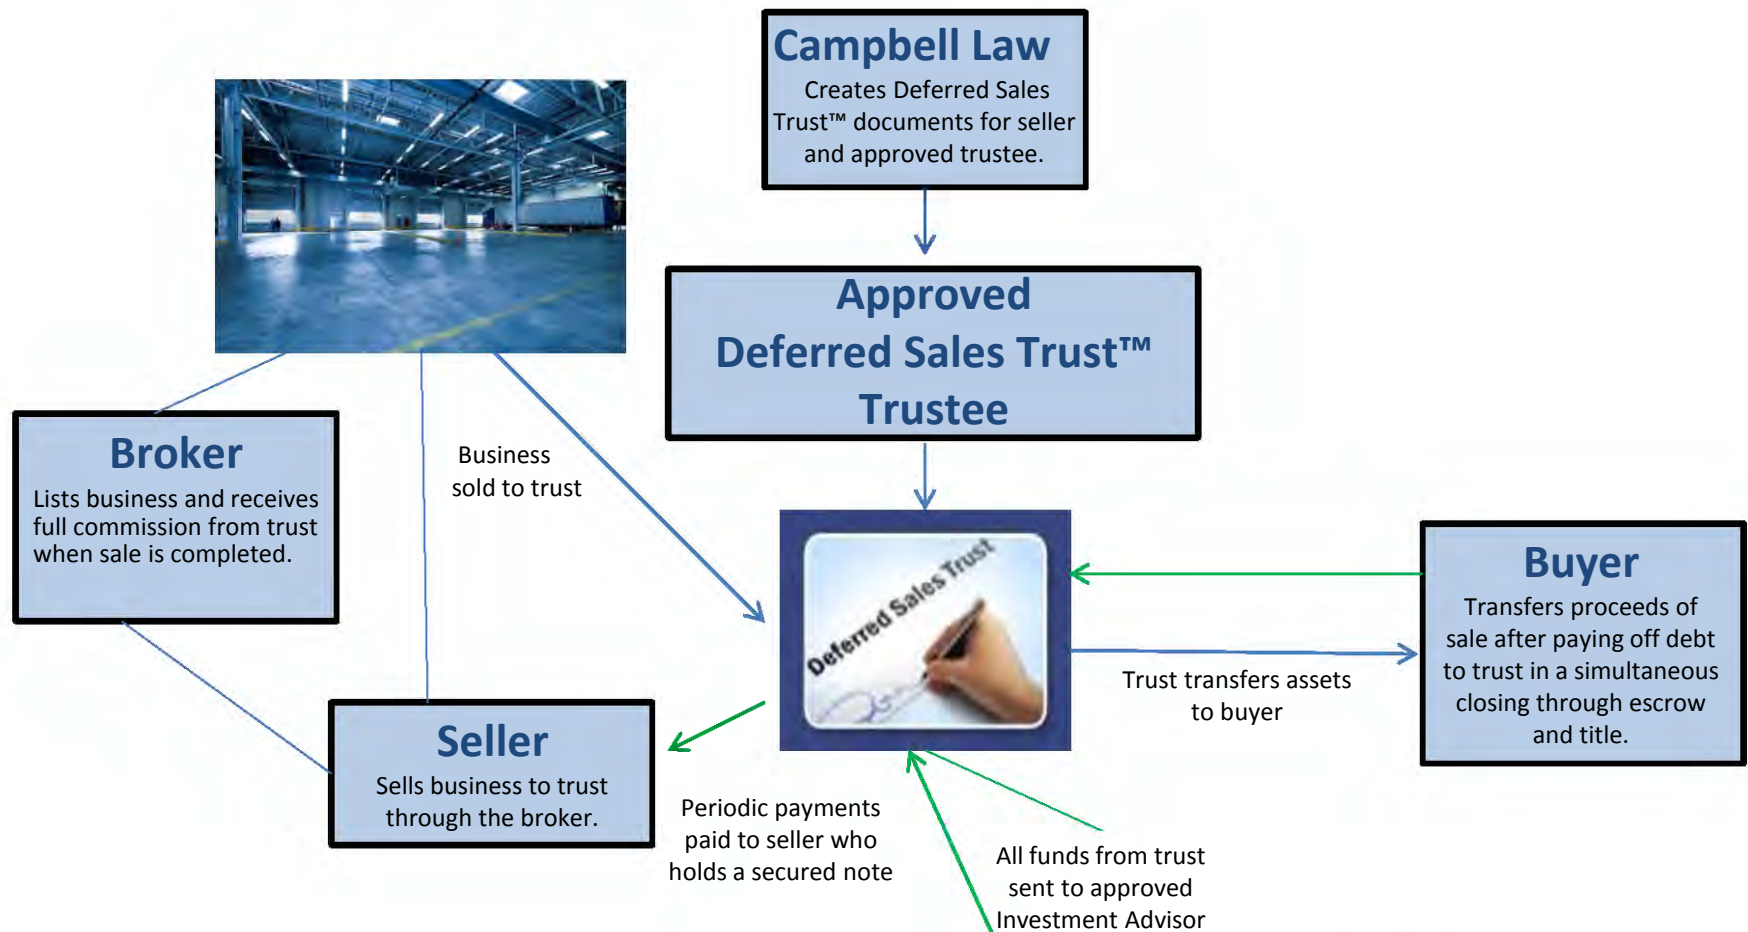 Campbell Law
Creates Deferred Sales
Trust™ documents for seller
and approved trustee.
Approved
Deferred Sales Trust™
Trustee
Broker
Lists business and receives
full commission from trust
when sale is completed.
Business
sold to trust
Deferred Sales Trust
Buyer
Transfers proceeds of
sale after paying off debt
to trust in a simultaneous
closing through escrow
and title.
Trust transfers assets
to buyer
Seller
Sells business to trust
through the broker.
Periodic payments
paid to seller who
holds a secured note
All funds from trust
sent to approved
Investment Advisor